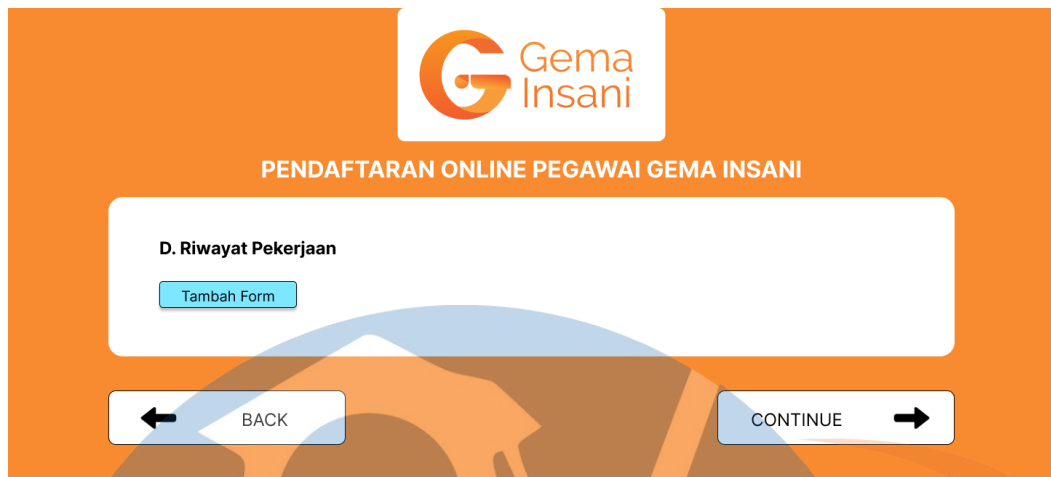 Gema
Insani
PENDAFTARAN ONLINE PEGAWAI GEMA INSANI
D. Riwayat Pekerjaan
Tambah Form
BACK
CONTINUE